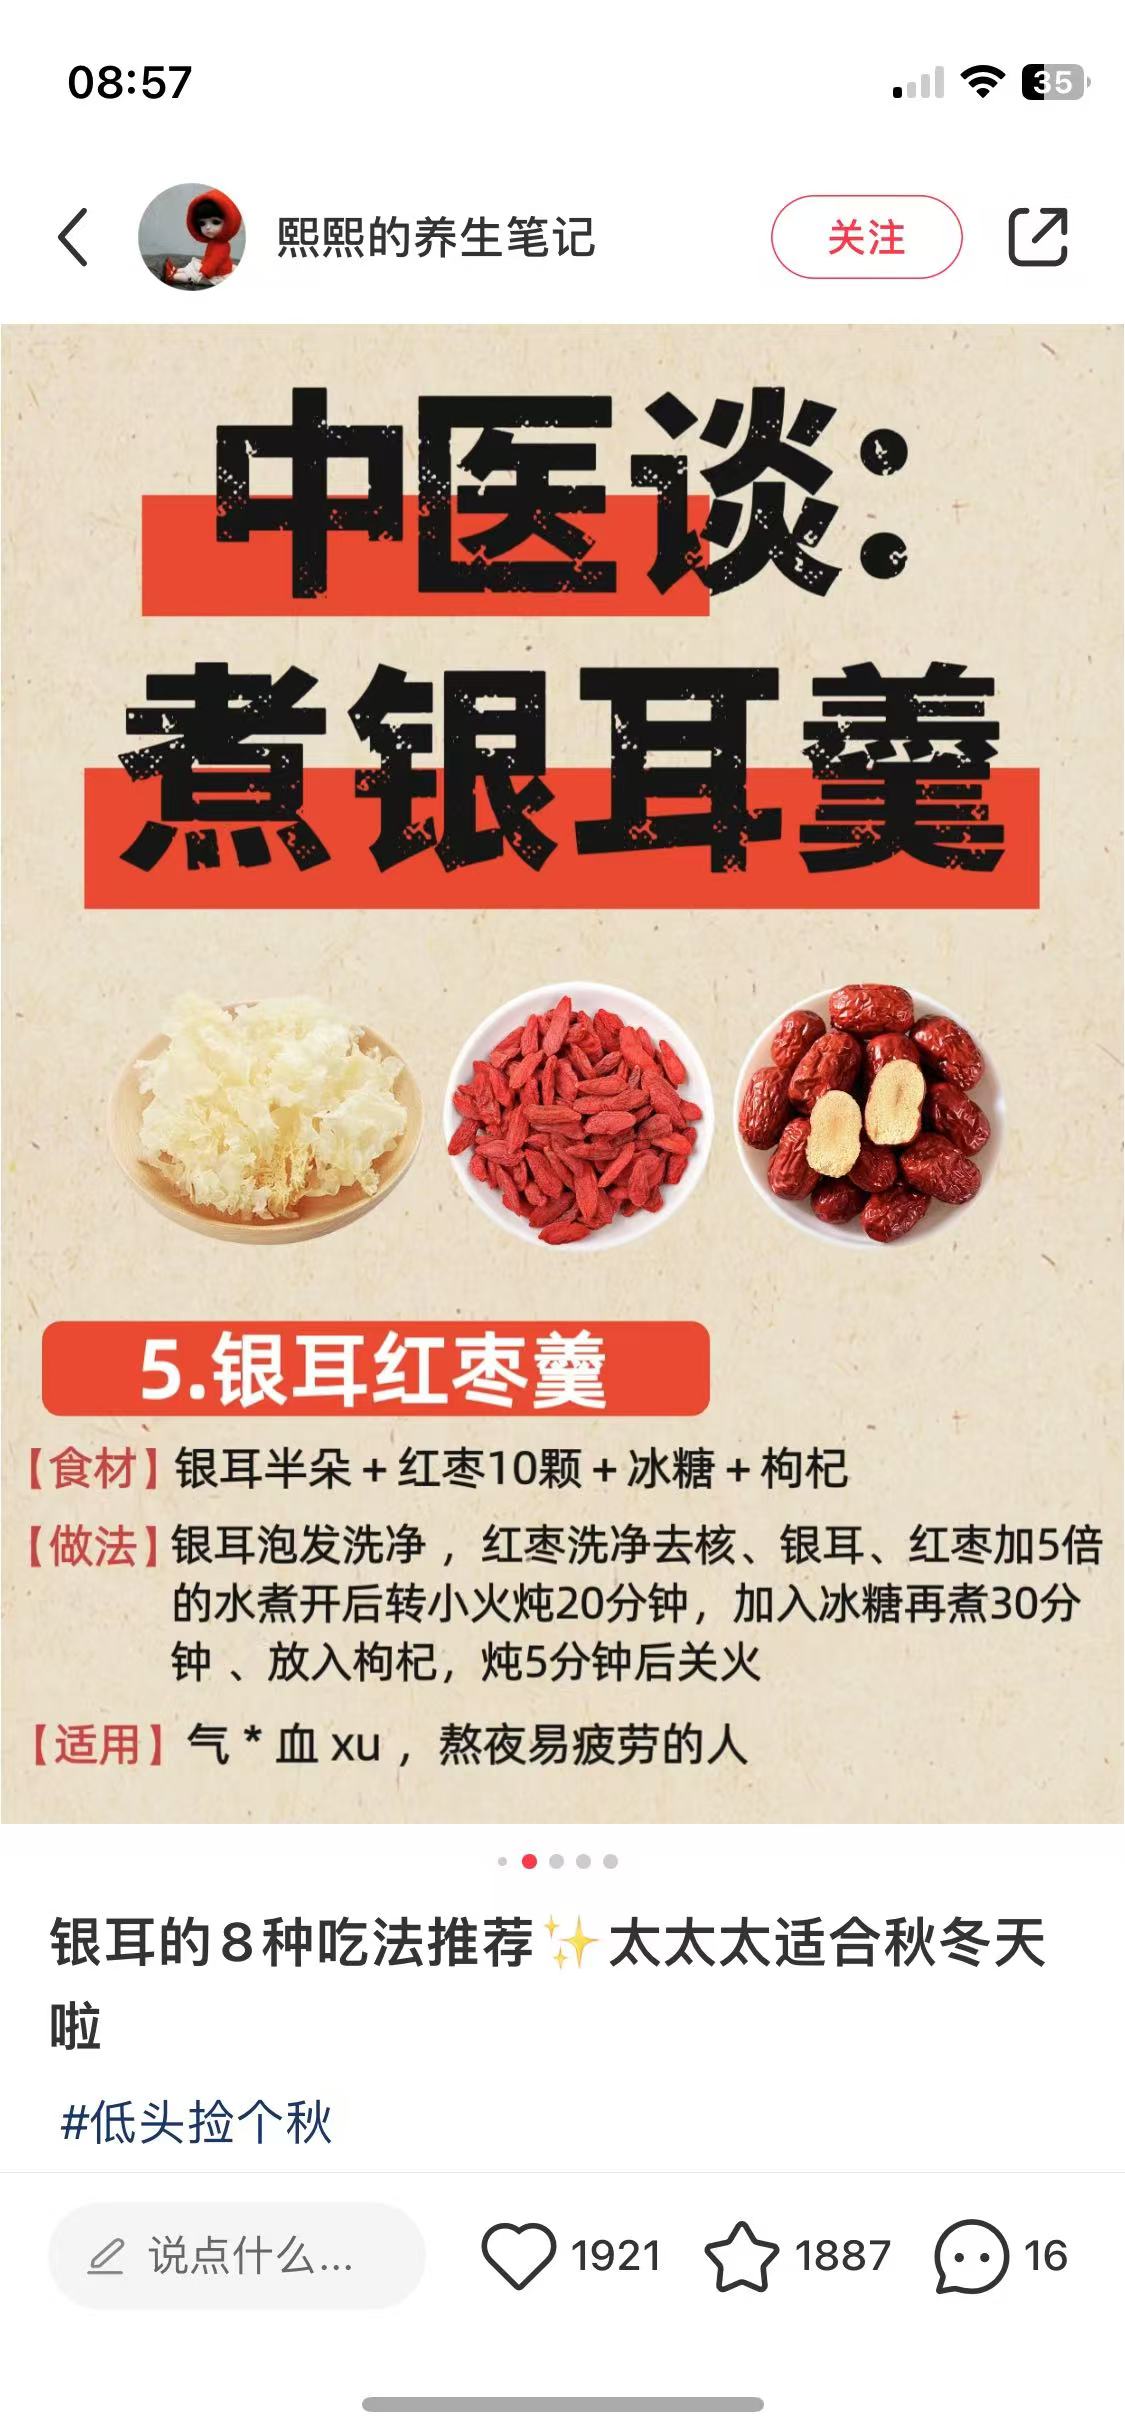 08:57
35
熙熙的养生笔记
关注
中医谈:
煮银耳羹
5.银耳红枣羹
【食材】银耳半朵+红枣10颗+冰糖+枸杞
【做法】银耳泡发洗净，红枣洗净去核、银耳、红枣加5倍
的水煮开后转小火炖20分钟，加入冰糖再煮30分
钟、放入枸杞，炖5分钟后关火
【适用】气*血 xu，熬夜易疲劳的人
银耳的8种吃法推荐✨太太太适合秋冬天
啦
#低头捡个秋
说点什么...
1921
1887
16